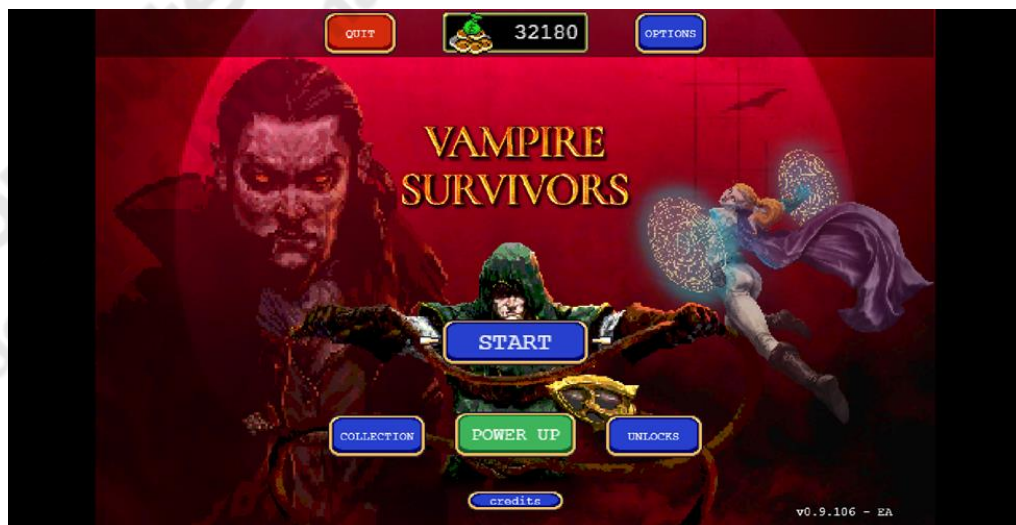 QUIT
32180
OPTIONS
VAMPIRE
SURVIVORS
START
COLLECTION
POWER UP
UNLOCKS
credits
v0.9.106 - EA